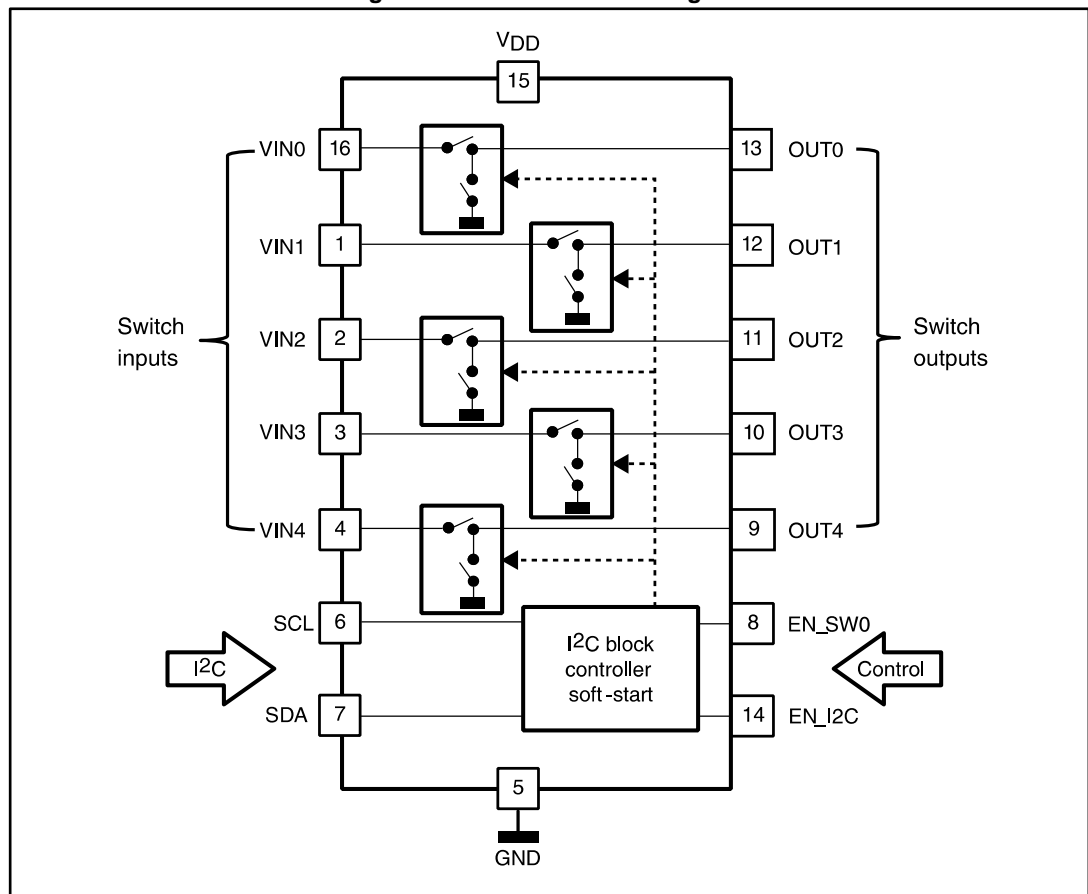 VDD
15
VIN0 16 13 OUT0
VIN1 1 12 OUT1
Switch inputs
VIN2 2 11 OUT2
Switch outputs
VIN3 3 10 OUT3
VIN4 4 9 OUT4
SCL 6 8 EN_SW0
I2C
I2C block
controller
soft-start
Control
SDA 7 14 EN_I2C
5
GND